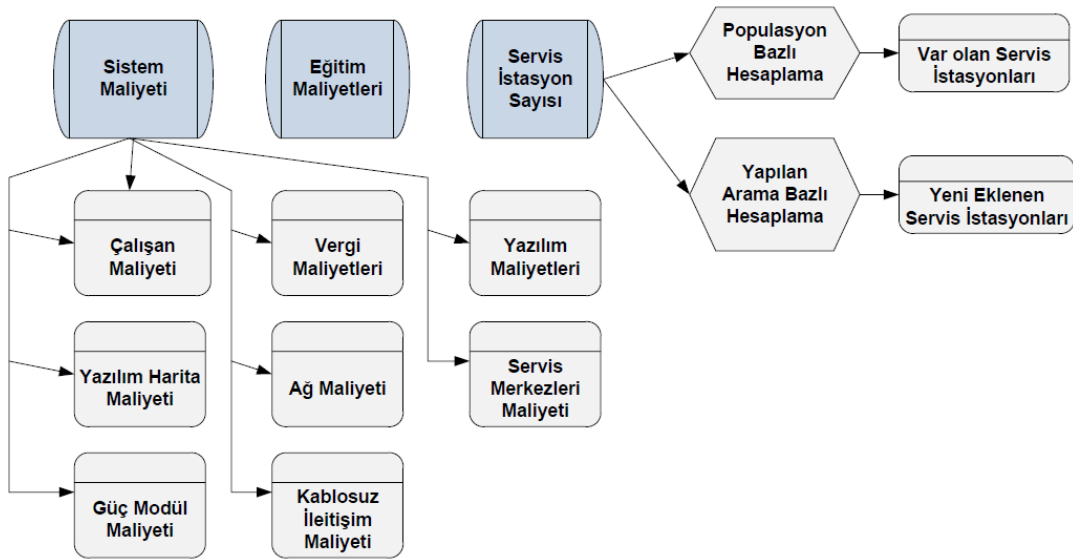 Sistem
Maliyeti
Eğitim
Maliyetleri
Servis
İstasyon
Sayısı
Populasyon
Bazlı
Hesaplama
Var olan Servis
İstasyonları
Yapılan
Arama Bazlı
Hesaplama
Yeni Eklenen
Servis İstasyonları
Çalışan
Maliyeti
Vergi
Maliyetleri
Yazılım
Maliyetleri
Yazılım Harita
Maliyeti
Ağ Maliyeti
Servis
Merkezleri
Maliyeti
Güç Modül
Maliyeti
Kablosuz
İleitişim
Maliyeti